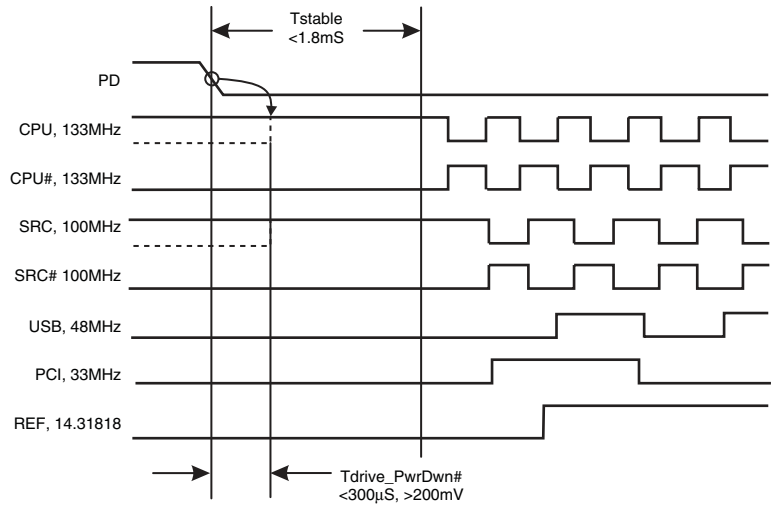 Tstable
<1.8mS
PD
CPU, 133MHz
CPU#, 133MHz
SRC, 100MHz
SRC# 100MHz
USB, 48MHz
PCI, 33MHz
REF, 14.31818
Tdrive_PwrDwn#
<300µS, >200mV